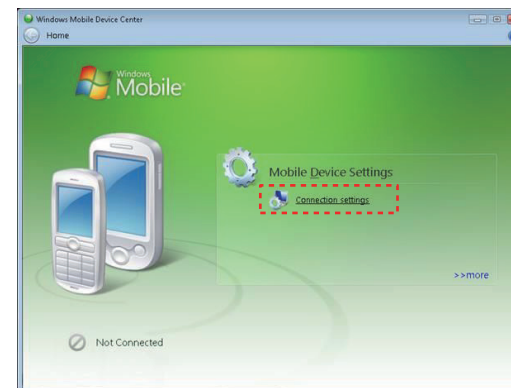 Windows Mobile Device Center
Home
Windows
Mobile
Mobile Device Settings
Connection settings
>>more
Not Connected